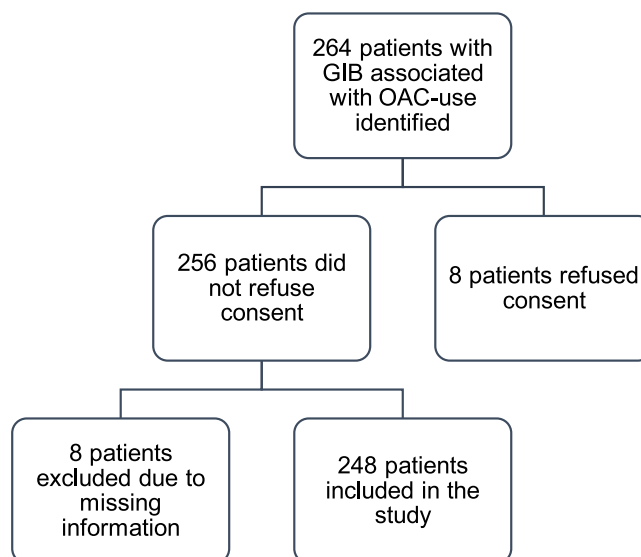 264 patients with
GIB associated
with OAC-use
identified
256 patients did
not refuse
consent
8 patients refused
consent
8 patients
excluded due to
missing
information
248 patients
included in the
study